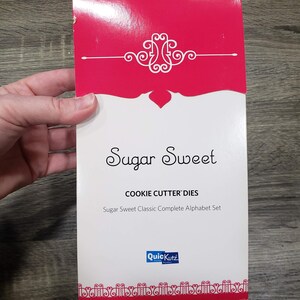 Sugar Sweet
COOKIE CUTTER DIES
Sugar Sweet Classic Complete Alphabet Set
QuicKutz